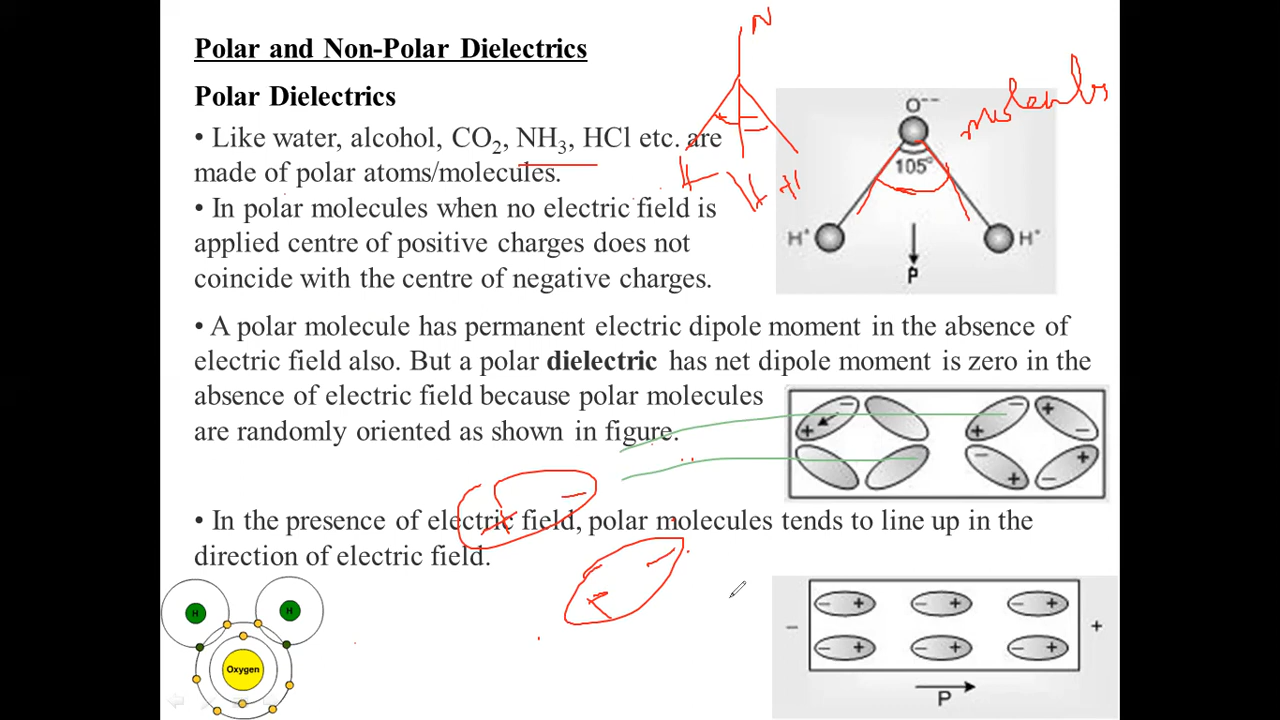 Polar and Non-Polar Dielectrics
N
Polar Dielectrics
• Like water, alcohol, CO₂, NH₃, HCl etc. are
made of polar atoms/molecules.
H H H
• In polar molecules when no electric field is
applied centre of positive charges does not
coincide with the centre of negative charges.
O⁻⁻
molecules
105°
H⁺ H⁺
P
• A polar molecule has permanent electric dipole moment in the absence of
electric field also. But a polar dielectric has net dipole moment is zero in the
absence of electric field because polar molecules
are randomly oriented as shown in figure.
− − +
+ + −
− +
+ −
+ −
• In the presence of electric field, polar molecules tends to line up in the
direction of electric field.
+ −
H H
Oxygen
− + − + − +
− +
− + − + − +
P